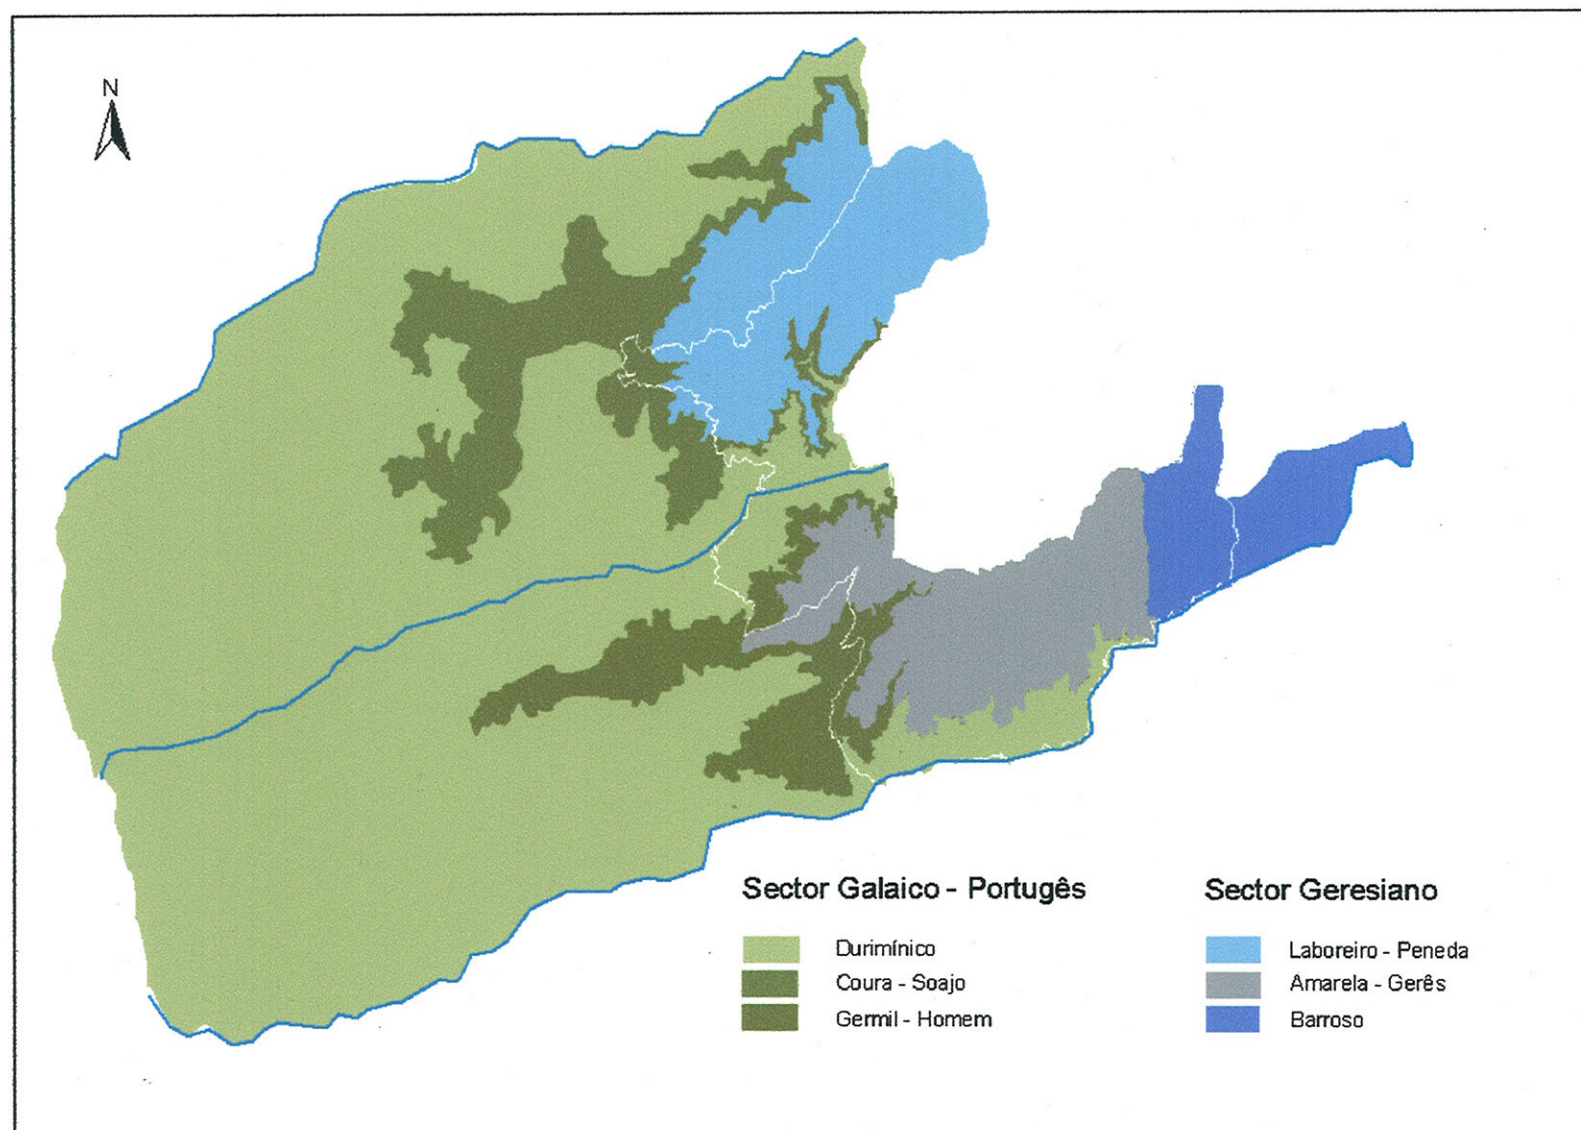 N
Sector Galaico - Portugês
Durimínico
Coura - Soajo
Germil - Homem
Sector Geresiano
Laboreiro - Peneda
Amarela - Gerês
Barroso